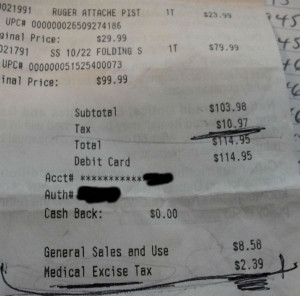 021991 RUGER ATTACHE PIST 1T $23.99
UPC# 000000026509274186
ginal Price: $29.99
021791 SS 10/22 FOLDING S 1T $79.99
UPC# 000000051525400073
inal Price: $99.99
Subtotal $103.98
Tax $10.97
Total $114.95
Debit Card $114.95
Acct# ***********
Auth#
Cash Back: $0.00
General Sales and Use $8.58
Medical Excise Tax $2.39